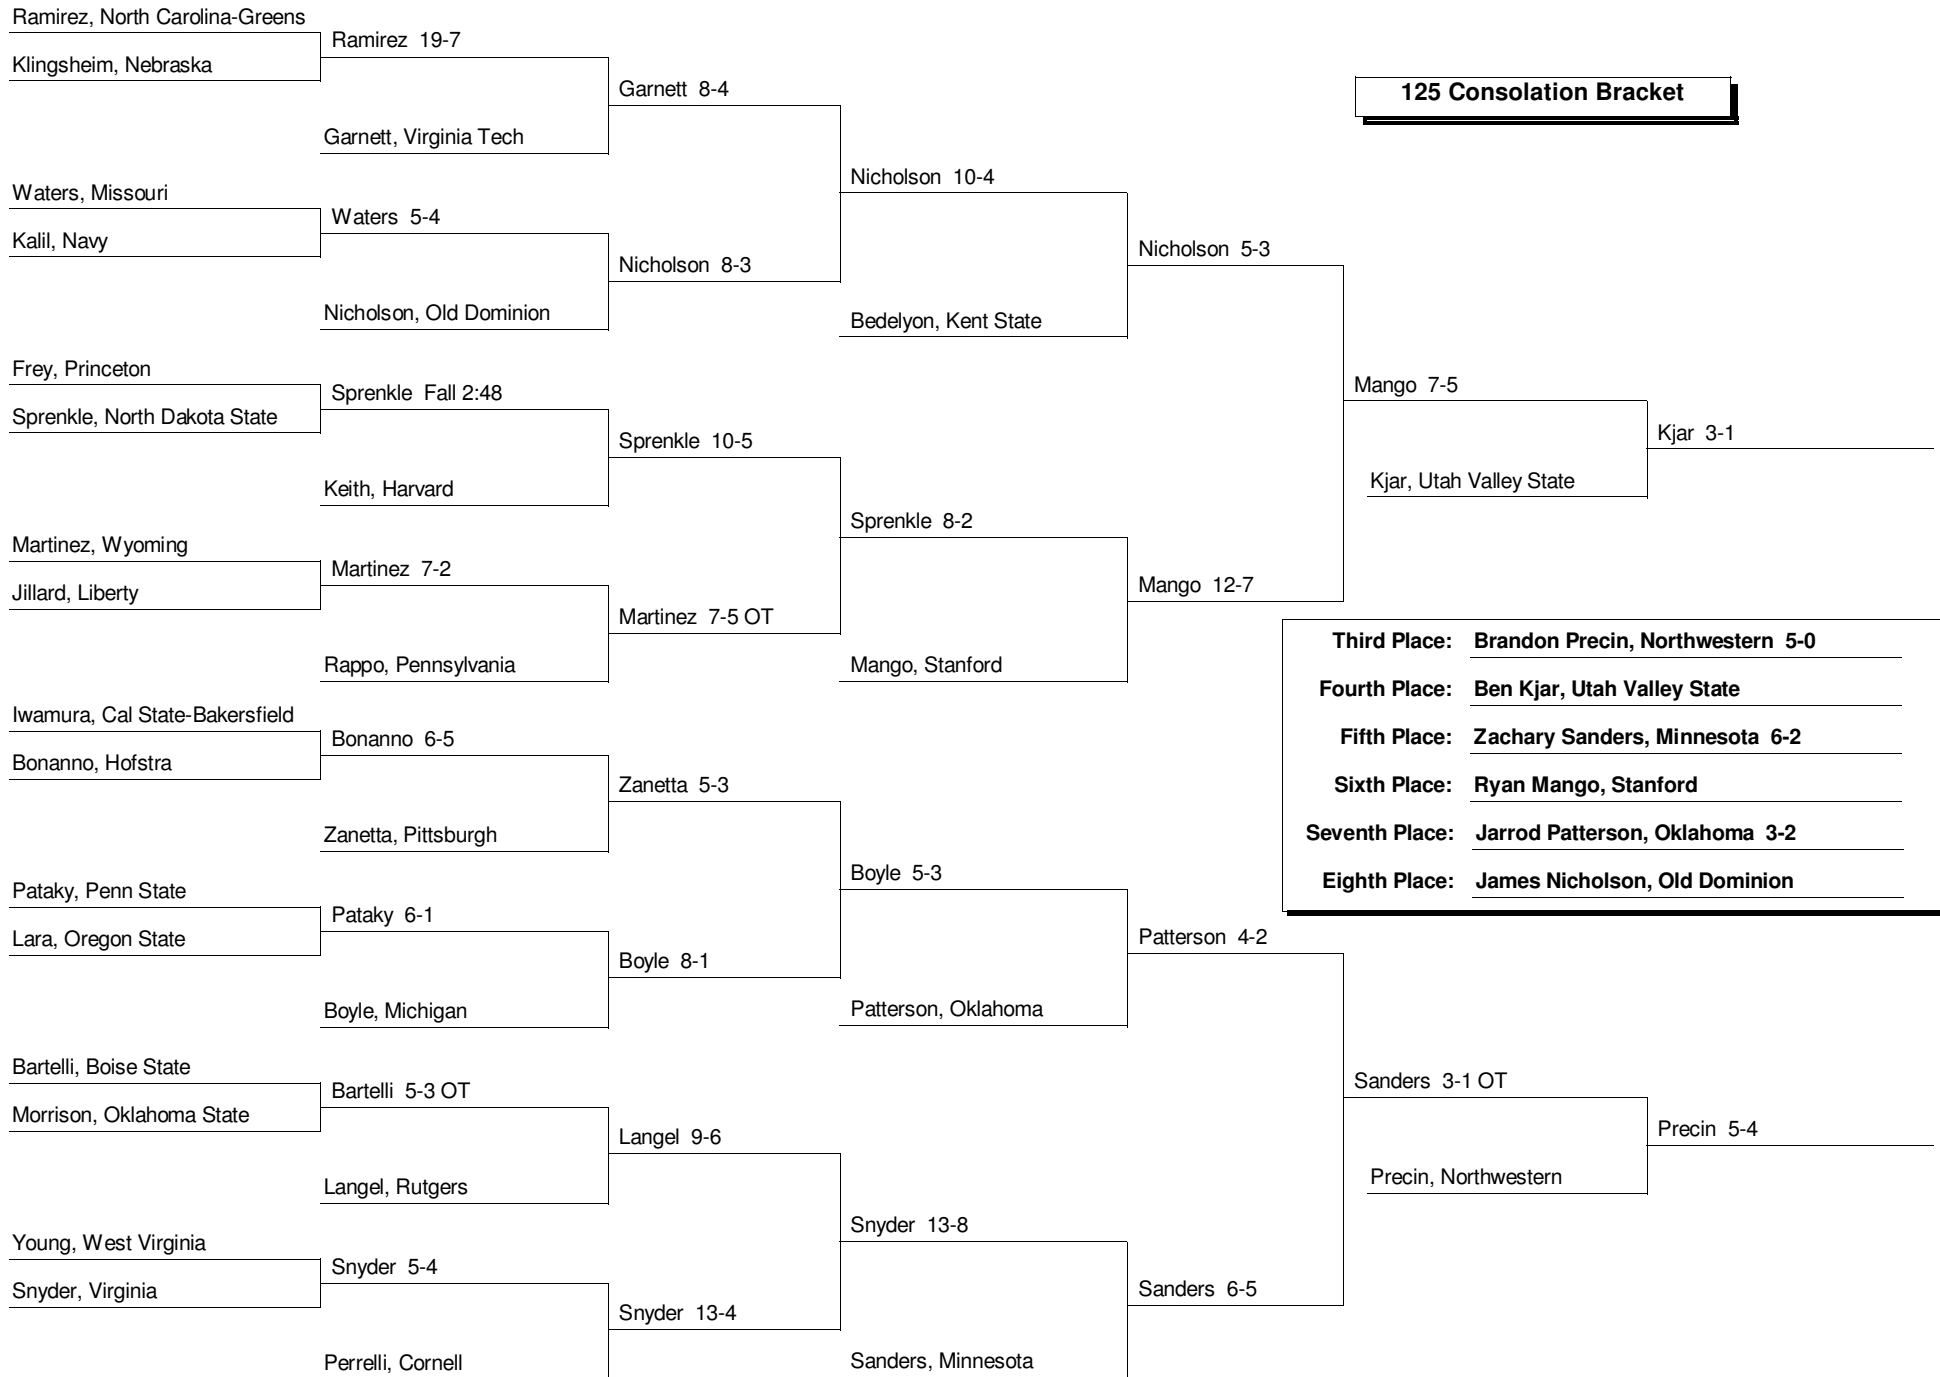 Ramirez, North Carolina-Greens
Ramirez 19-7
Klingsheim, Nebraska
Garnett 8-4
125 Consolation Bracket
Garnett, Virginia Tech
Nicholson 10-4
Waters, Missouri
Waters 5-4
Kalil, Navy
Nicholson 5-3
Nicholson 8-3
Nicholson, Old Dominion
Bedelyon, Kent State
Frey, Princeton
Mango 7-5
Sprenkle Fall 2:48
Sprenkle, North Dakota State
Kjar 3-1
Sprenkle 10-5
Kjar, Utah Valley State
Keith, Harvard
Sprenkle 8-2
Martinez, Wyoming
Martinez 7-2
Mango 12-7
Jillard, Liberty
Martinez 7-5 OT
Third Place: Brandon Precin, Northwestern 5-0
Rappo, Pennsylvania
Mango, Stanford
Fourth Place: Ben Kjar, Utah Valley State
Iwamura, Cal State-Bakersfield
Bonanno 6-5
Fifth Place: Zachary Sanders, Minnesota 6-2
Bonanno, Hofstra
Zanetta 5-3
Sixth Place: Ryan Mango, Stanford
Zanetta, Pittsburgh
Seventh Place: Jarrod Patterson, Oklahoma 3-2
Boyle 5-3
Eighth Place: James Nicholson, Old Dominion
Pataky, Penn State
Pataky 6-1
Lara, Oregon State
Patterson 4-2
Boyle 8-1
Boyle, Michigan
Patterson, Oklahoma
Bartelli, Boise State
Sanders 3-1 OT
Bartelli 5-3 OT
Morrison, Oklahoma State
Precin 5-4
Langel 9-6
Precin, Northwestern
Langel, Rutgers
Snyder 13-8
Young, West Virginia
Snyder 5-4
Snyder, Virginia
Sanders 6-5
Snyder 13-4
Perrelli, Cornell
Sanders, Minnesota